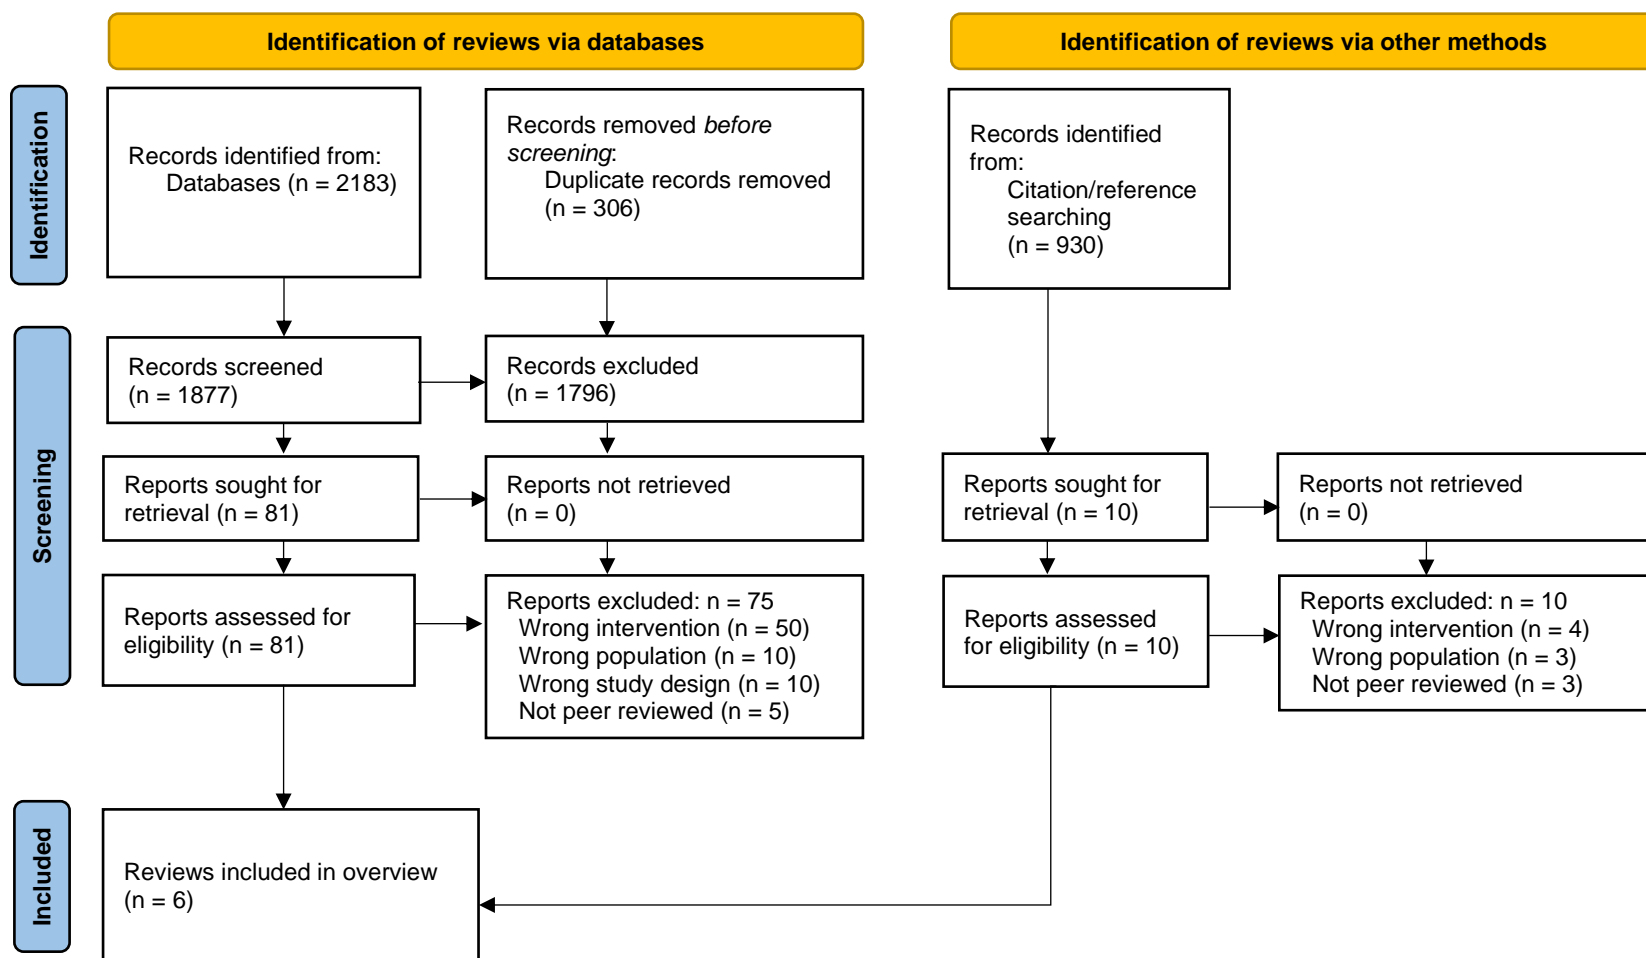 Identification of reviews via databases
Identification of reviews via other methods
Identification
Records identified from:
Databases (n = 2183)
Records removed before
screening:
Duplicate records removed
(n = 306)
Records identified
from:
Citation/reference
searching
(n = 930)
Screening
Records screened
(n = 1877)
Records excluded
(n = 1796)
Reports sought for
retrieval (n = 81)
Reports not retrieved
(n = 0)
Reports sought for
retrieval (n = 10)
Reports not retrieved
(n = 0)
Reports assessed for
eligibility (n = 81)
Reports excluded: n = 75
Wrong intervention (n = 50)
Wrong population (n = 10)
Wrong study design (n = 10)
Not peer reviewed (n = 5)
Reports assessed
for eligibility (n = 10)
Reports excluded: n = 10
Wrong intervention (n = 4)
Wrong population (n = 3)
Not peer reviewed (n = 3)
Included
Reviews included in overview
(n = 6)